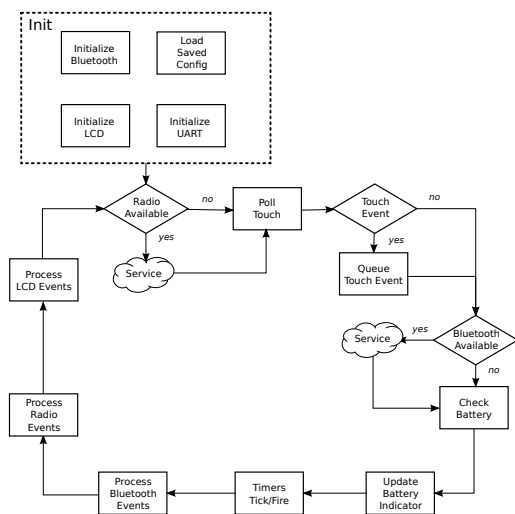 Init
Initialize
Bluetooth
Load
Saved
Config
Initialize
LCD
Initialize
UART
Radio
Available
no
yes
Service
Poll
Touch
Touch
Event
no
yes
Queue
Touch Event
Process
LCD Events
Bluetooth
Available
yes
no
Service
Check
Battery
Process
Radio
Events
Process
Bluetooth
Events
Timers
Tick/Fire
Update
Battery
Indicator